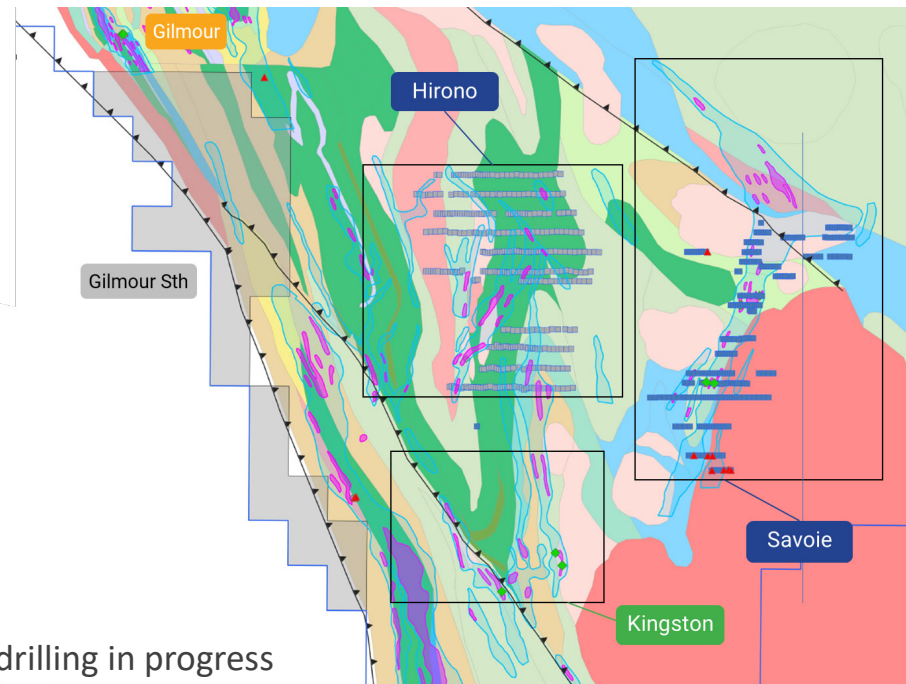 Gilmour
Hirono
Gilmour Sth
Savoie
Kingston
drilling in progress